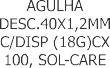 AGULHA
DESC.40X1,2MM
C/DISP (18G)CX
100, SOL-CARE